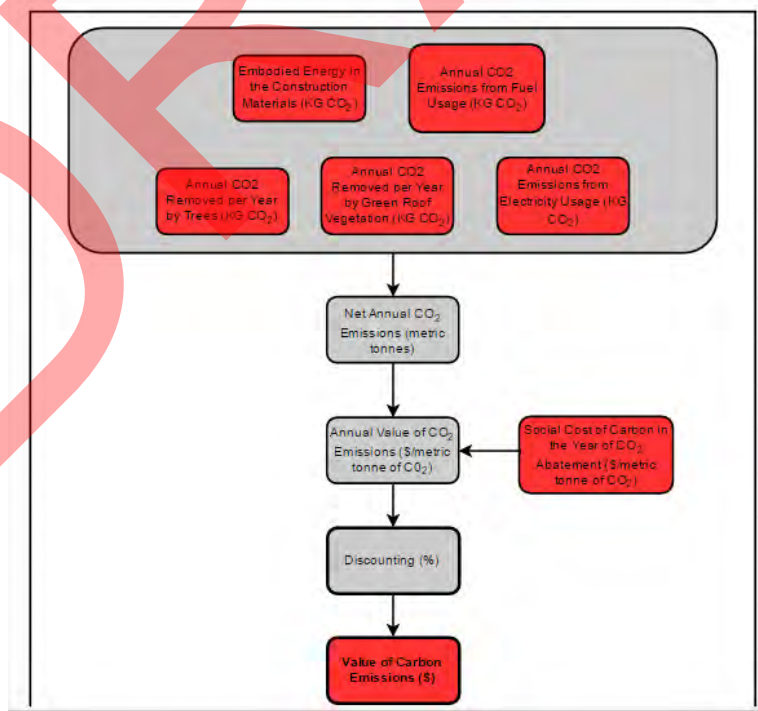 Embodied Energy in
the Construction
Materials (KG CO₂)
Annual CO2
Emissions from Fuel
Usage (KG CO₂)
Annual CO2
Removed per Year
by Trees (KG CO₂)
Annual CO2
Removed per Year
by Green Roof
Vegetation (KG CO₂)
Annual CO2
Emissions from
Electricity Usage (KG
CO₂)
Net Annual CO₂
Emissions (metric
tonnes)
Annual Value of CO₂
Emissions ($/metric
tonne of C0₂)
Social Cost of Carbon in
the Year of CO₂
Abatement ($/metric
tonne of CO₂)
Discounting (%)
Value of Carbon
Emissions ($)